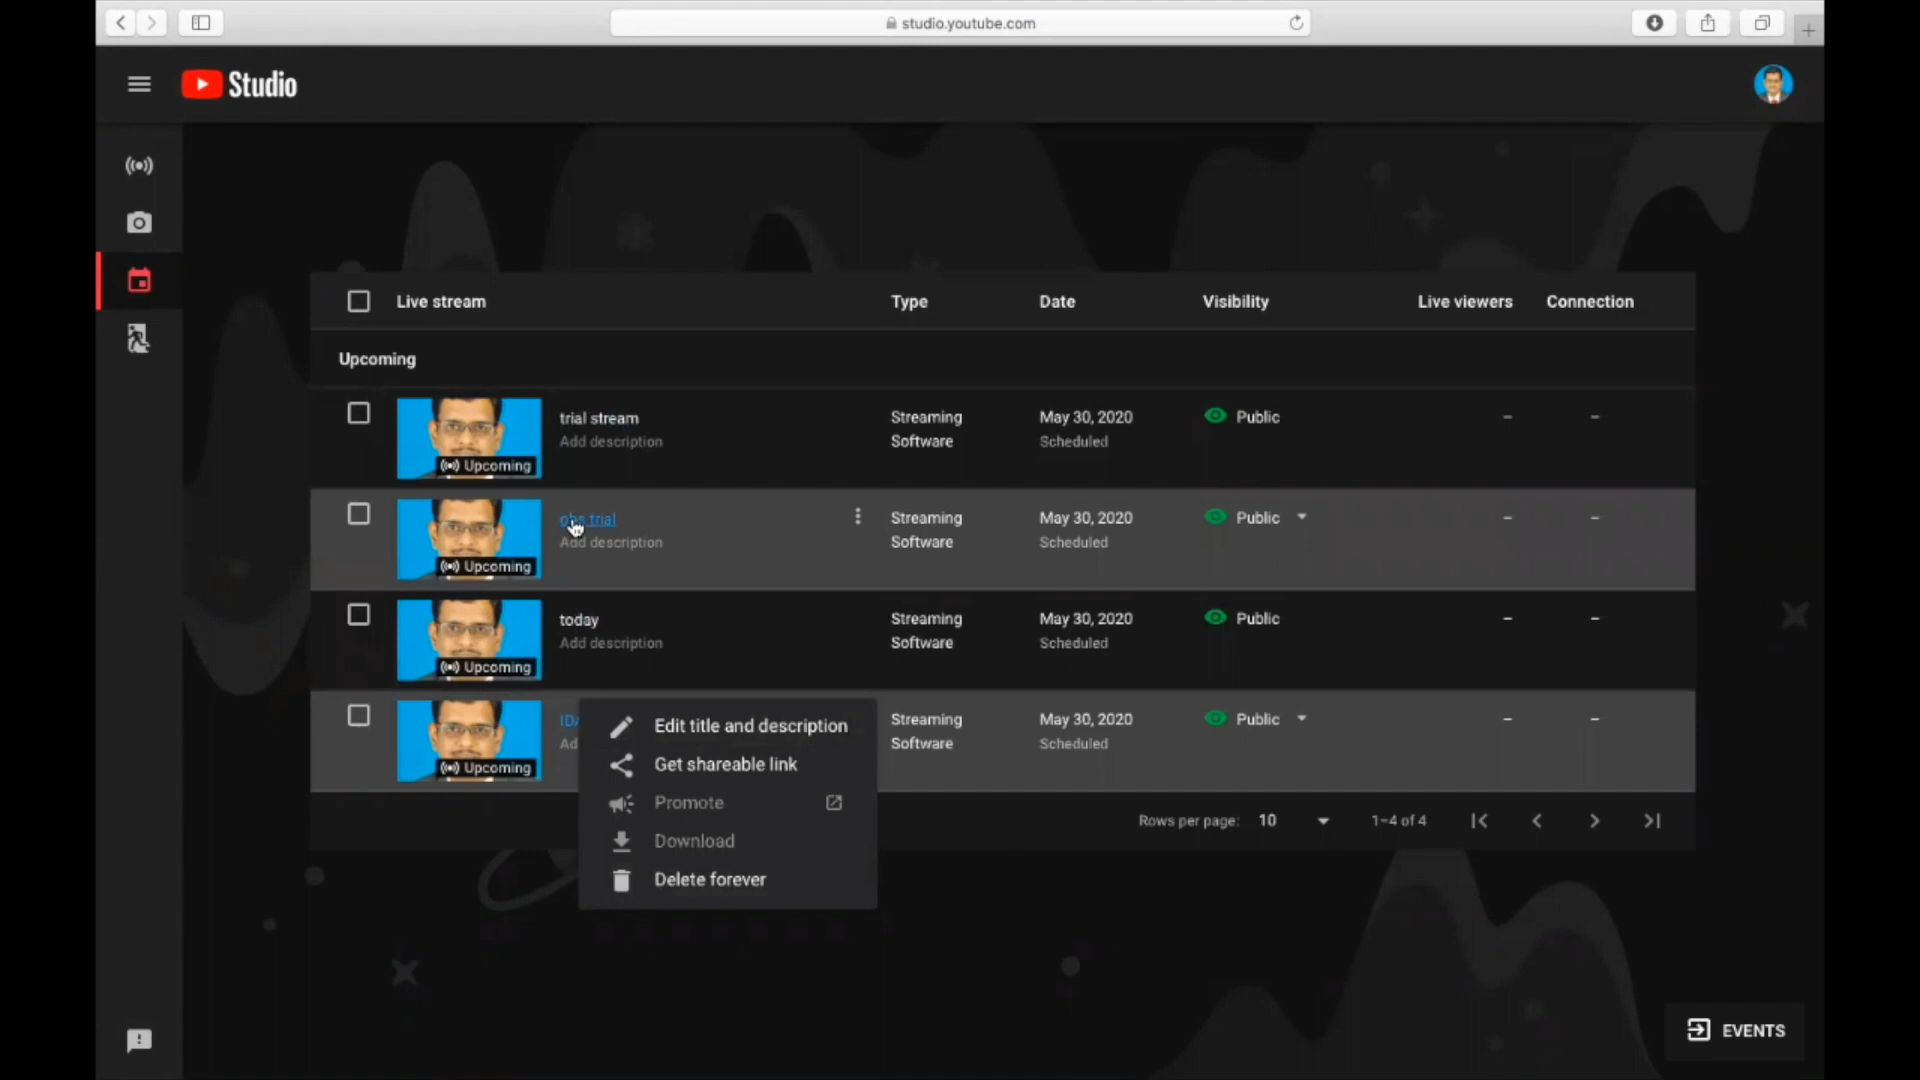 studio.youtube.com
Studio
Live stream Type Date Visibility Live viewers Connection
Upcoming
trial stream Streaming Software May 30, 2020 Public – –
Add description Scheduled
Upcoming
obs trial Streaming Software May 30, 2020 Public – –
Add description Scheduled
Upcoming
today Streaming Software May 30, 2020 Public – –
Add description Scheduled
Upcoming
Streaming Software May 30, 2020 Public – –
Scheduled
Upcoming
Edit title and description
Get shareable link
Promote
Download
Delete forever
Rows per page: 10 1–4 of 4
EVENTS